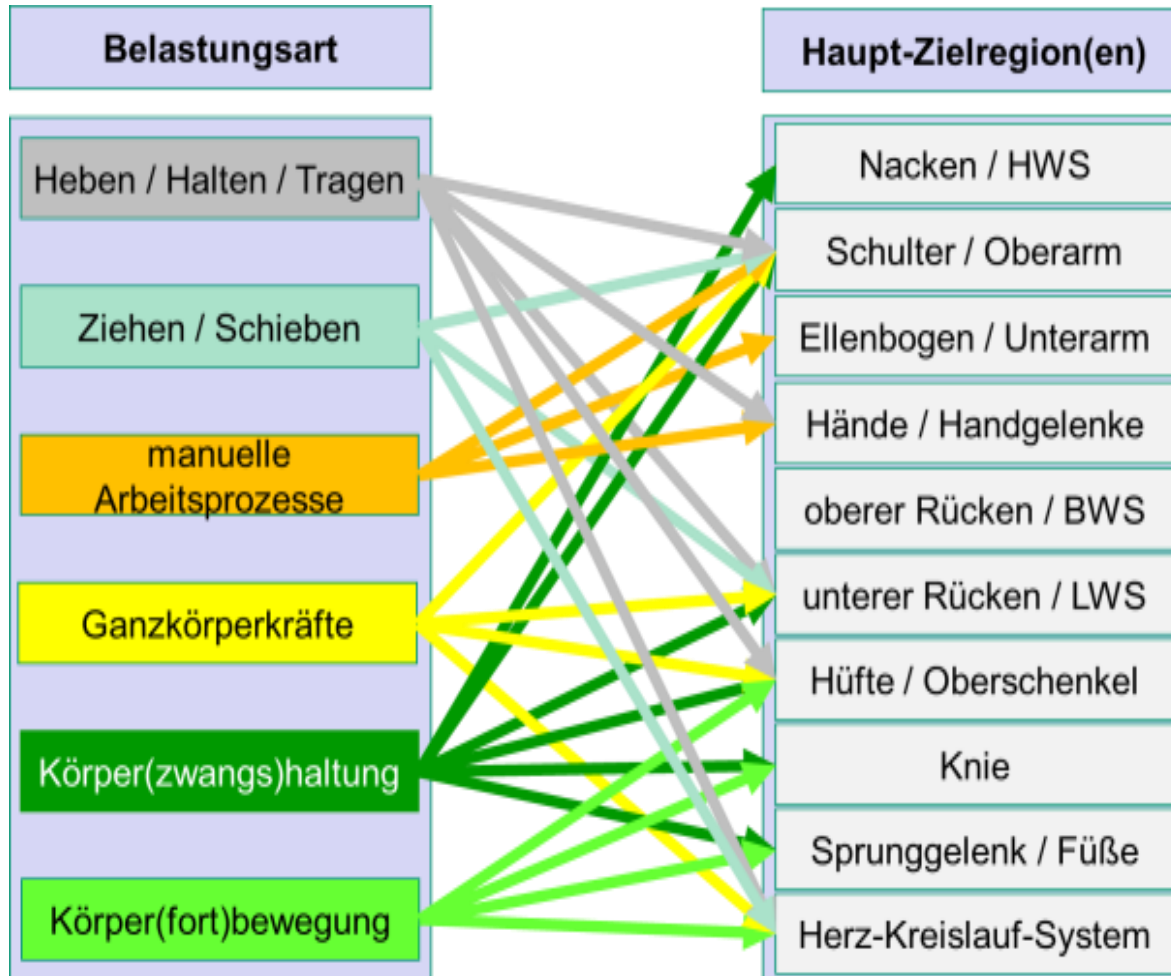 Belastungsart
Haupt-Zielregion(en)
Heben / Halten / Tragen
Ziehen / Schieben
manuelle
Arbeitsprozesse
Ganzkörperkräfte
Körper(zwangs)haltung
Körper(fort)bewegung
Nacken / HWS
Schulter / Oberarm
Ellenbogen / Unterarm
Hände / Handgelenke
oberer Rücken / BWS
unterer Rücken / LWS
Hüfte / Oberschenkel
Knie
Sprunggelenk / Füße
Herz-Kreislauf-System